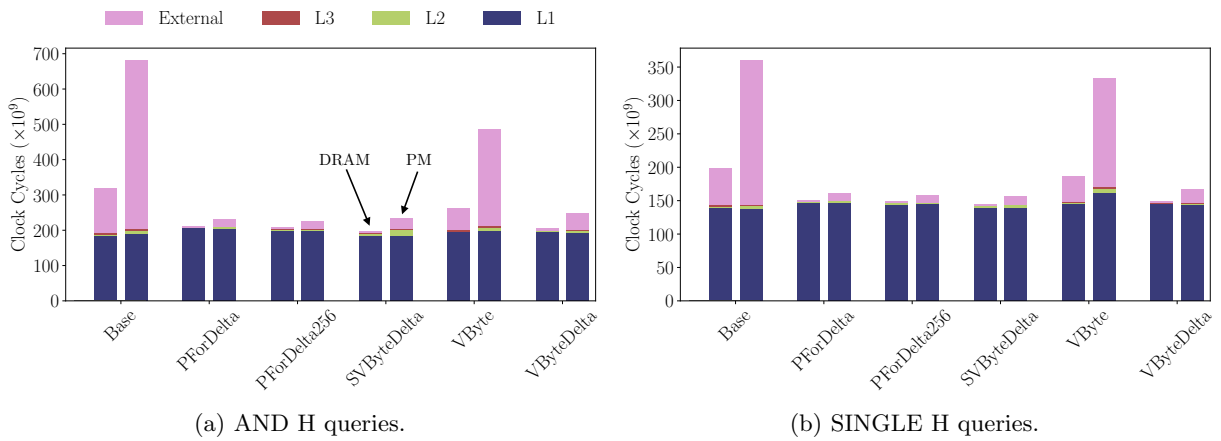 External L3 L2 L1
Clock Cycles (×10⁹)
700
600
500
400
300
200
100
0
DRAM
PM
Base
PForDelta
PForDelta256
SVByteDelta
VByte
VByteDelta
(a) AND H queries.
Clock Cycles (×10⁹)
350
300
250
200
150
100
50
0
Base
PForDelta
PForDelta256
SVByteDelta
VByte
VByteDelta
(b) SINGLE H queries.